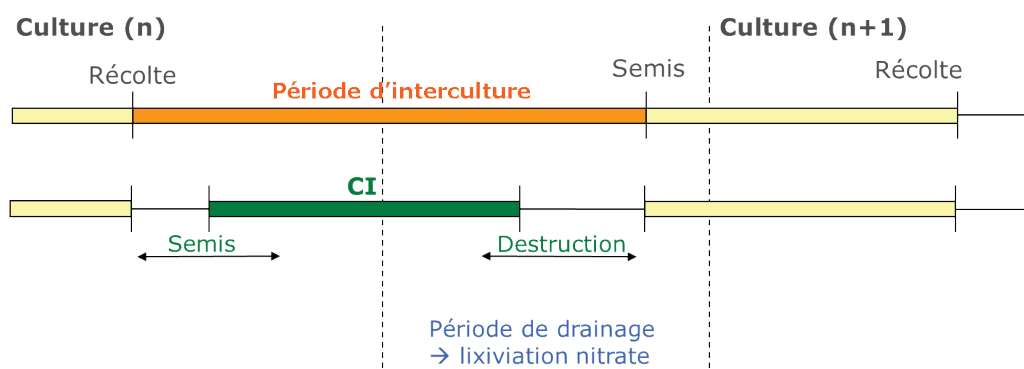 Culture (n)
Culture (n+1)
Récolte
Semis
Récolte
Période d’interculture
CI
Semis
Destruction
Période de drainage
→ lixiviation nitrate